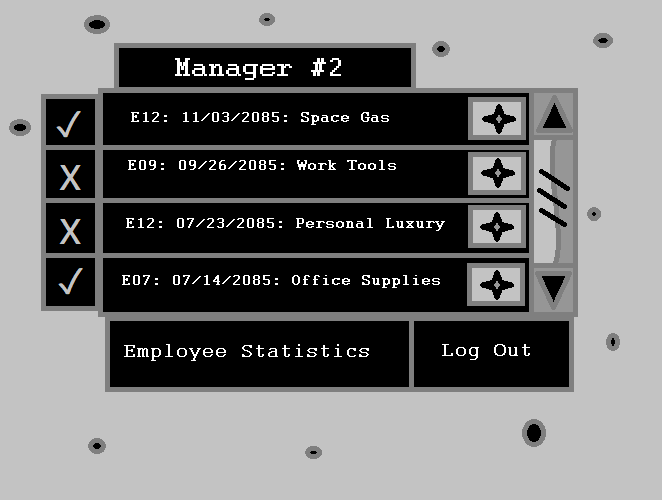 Manager #2
✓ E12: 11/03/2085: Space Gas
X E09: 09/26/2085: Work Tools
X E12: 07/23/2085: Personal Luxury
✓ E07: 07/14/2085: Office Supplies
Employee Statistics
Log Out